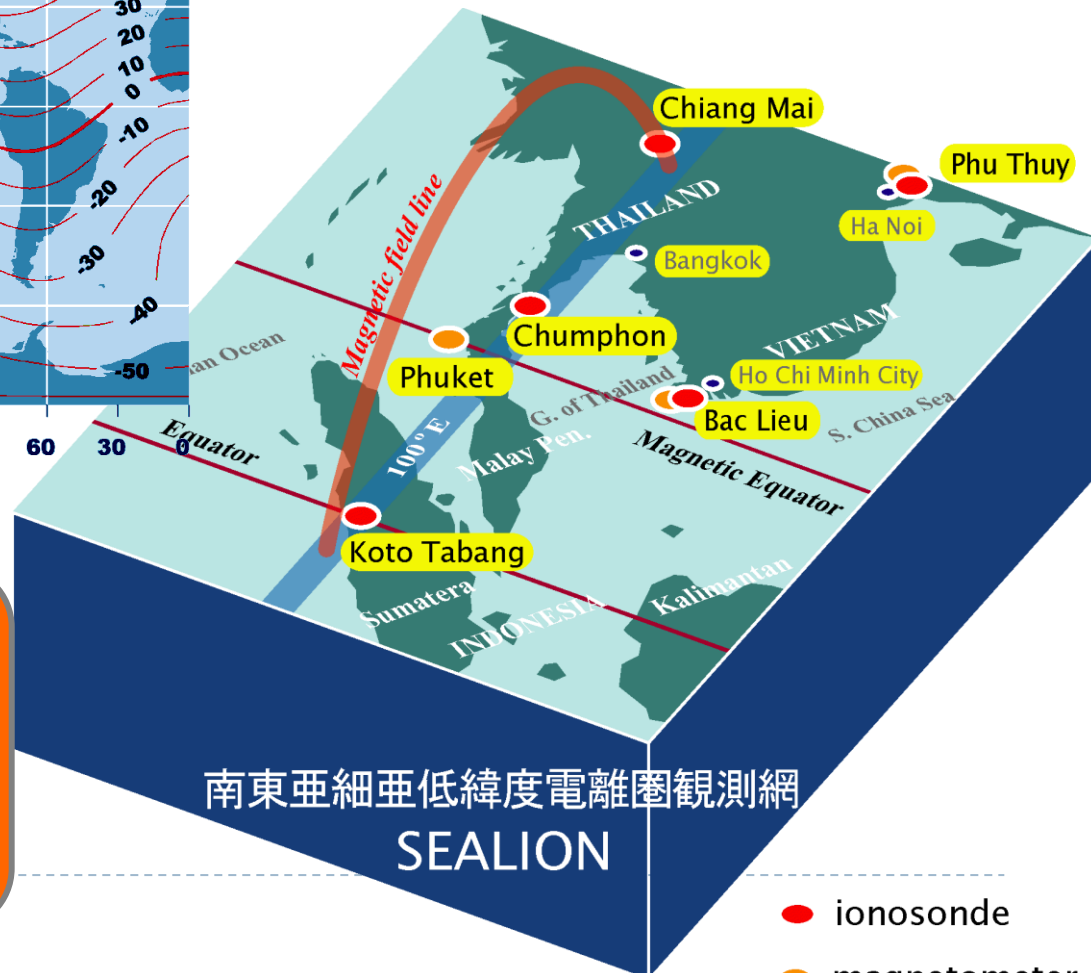 30
20
10
0
-10
-20
-30
-40
-50
60 30 0
Chiang Mai
Phu Thuy
THAILAND
Ha Noi
Bangkok
Magnetic field line
Chumphon
VIETNAM
Phuket
Ho Chi Minh City
G. of Thailand
Bac Lieu
S. China Sea
Ocean
Equator
100°E
Malay Pen.
Magnetic Equator
Koto Tabang
Sumatera
Kalimantan
INDONESIA
南東亜細亜低緯度電離圏観測網
SEALION
ionosonde
magnetometer